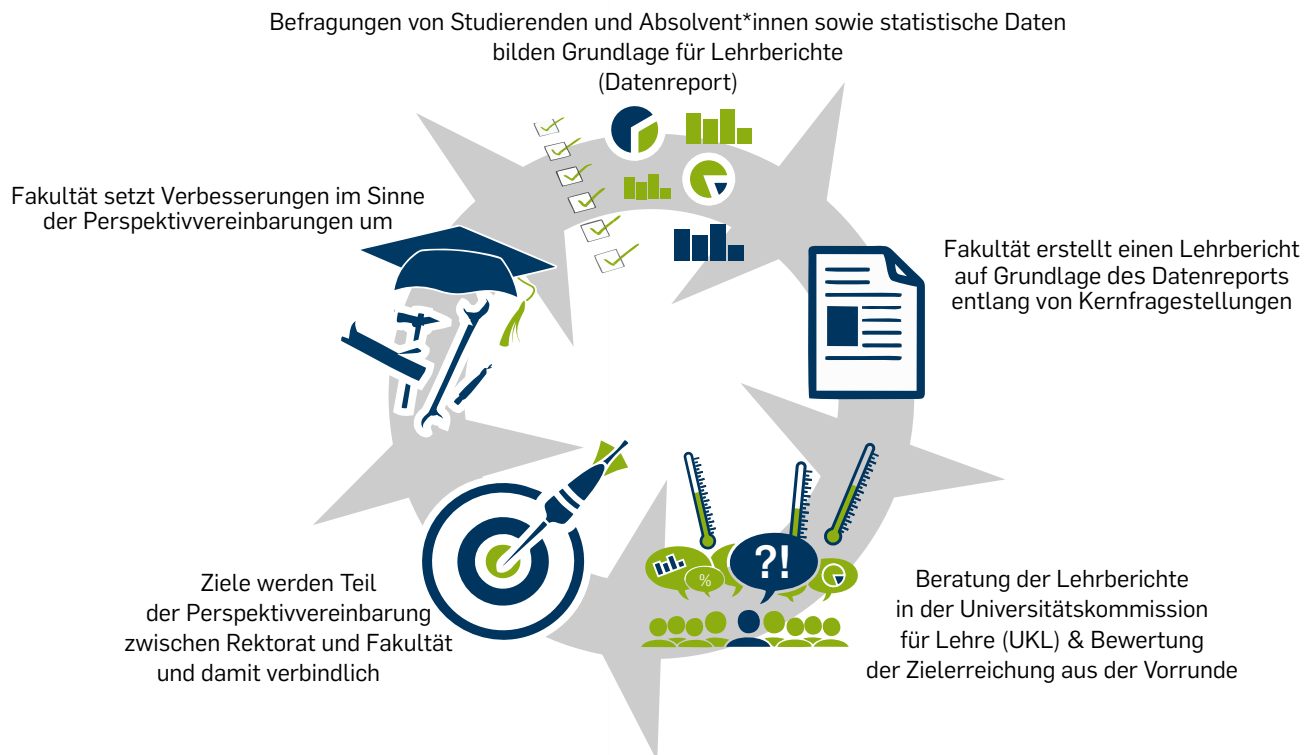 Befragungen von Studierenden und Absolvent*innen sowie statistische Daten
bilden Grundlage für Lehrberichte
(Datenreport)
Fakultät erstellt einen Lehrbericht
auf Grundlage des Datenreports
entlang von Kernfragestellungen
Beratung der Lehrberichte
in der Universitätskommission
für Lehre (UKL) & Bewertung
der Zielerreichung aus der Vorrunde
?!
%
Ziele werden Teil
der Perspektivvereinbarung
zwischen Rektorat und Fakultät
und damit verbindlich
Fakultät setzt Verbesserungen im Sinne
der Perspektivvereinbarungen um